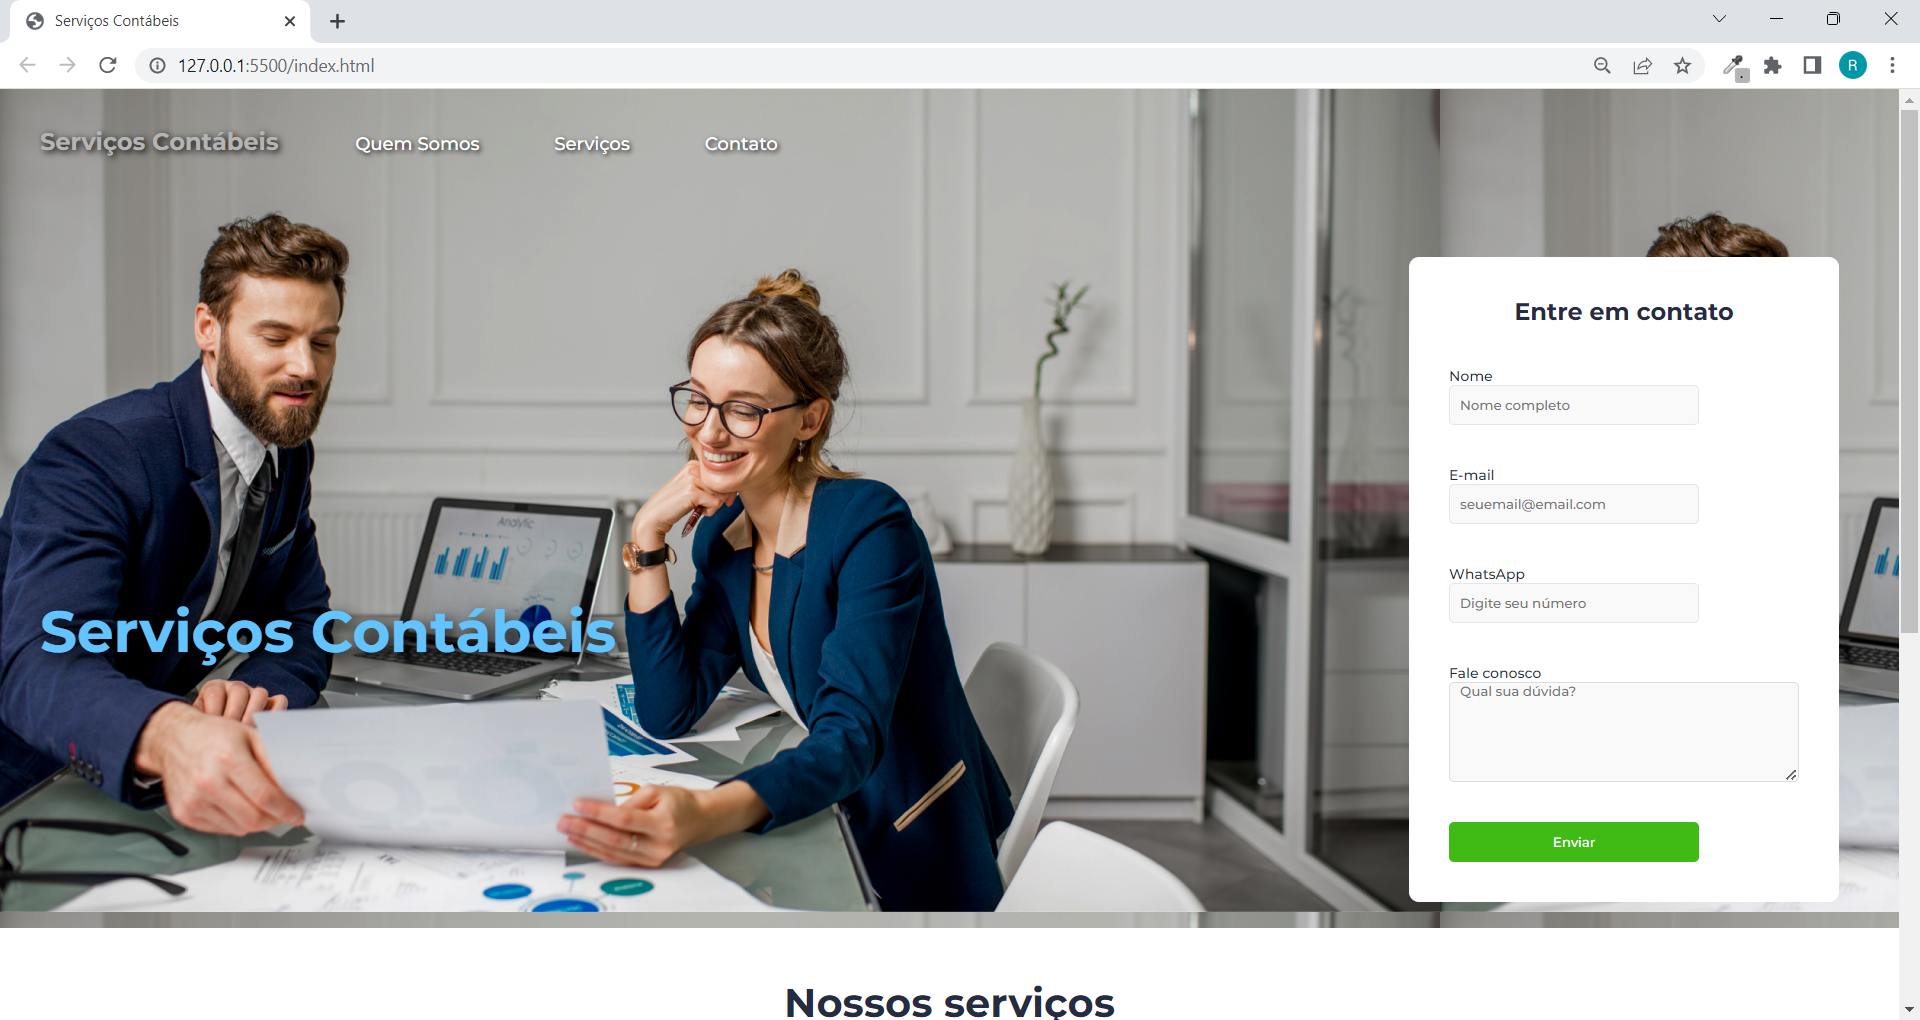 Serviços Contábeis
127.0.0.1:5500/index.html
R
Serviços Contábeis Quem Somos Serviços Contato
Entre em contato
Nome
Nome completo
E-mail
seuemail@email.com
WhatsApp
Digite seu número
Fale conosco
Qual sua dúvida?
Enviar
Analytic
Serviços Contábeis
Nossos serviços